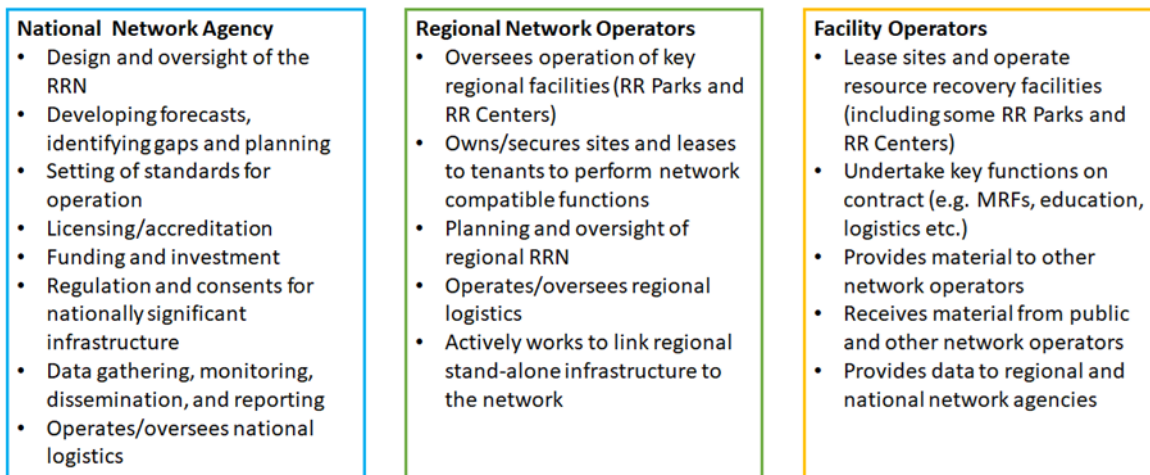 National Network Agency
• Design and oversight of the
RRN
• Developing forecasts,
identifying gaps and planning
• Setting of standards for
operation
• Licensing/accreditation
• Funding and investment
• Regulation and consents for
nationally significant
infrastructure
• Data gathering, monitoring,
dissemination, and reporting
• Operates/oversees national
logistics
Regional Network Operators
• Oversees operation of key
regional facilities (RR Parks and
RR Centers)
• Owns/secures sites and leases
to tenants to perform network
compatible functions
• Planning and oversight of
regional RRN
• Operates/oversees regional
logistics
• Actively works to link regional
stand-alone infrastructure to
the network
Facility Operators
• Lease sites and operate
resource recovery facilities
(including some RR Parks and
RR Centers)
• Undertake key functions on
contract (e.g. MRFs, education,
logistics etc.)
• Provides material to other
network operators
• Receives material from public
and other network operators
• Provides data to regional and
national network agencies